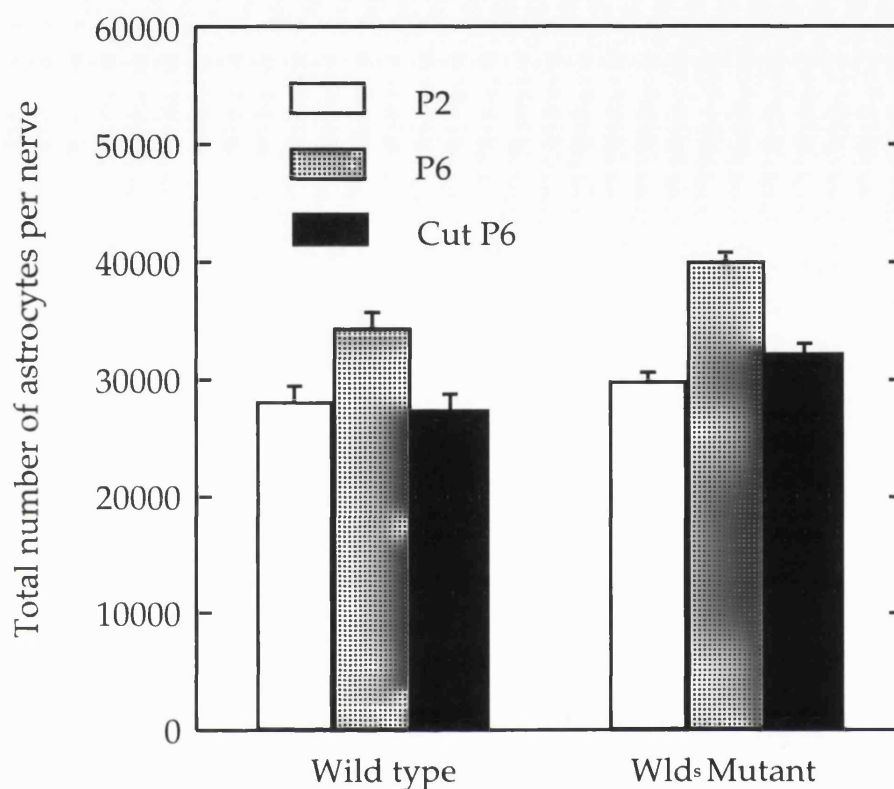 Total number of astrocytes per nerve
60000
50000
40000
30000
20000
10000
0
P2
P6
Cut P6
Wild type
Wldˢ Mutant